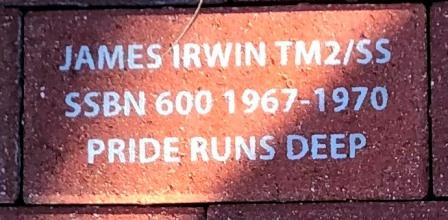 JAMES IRWIN TM2/SS
SSBN 600 1967-1970
PRIDE RUNS DEEP